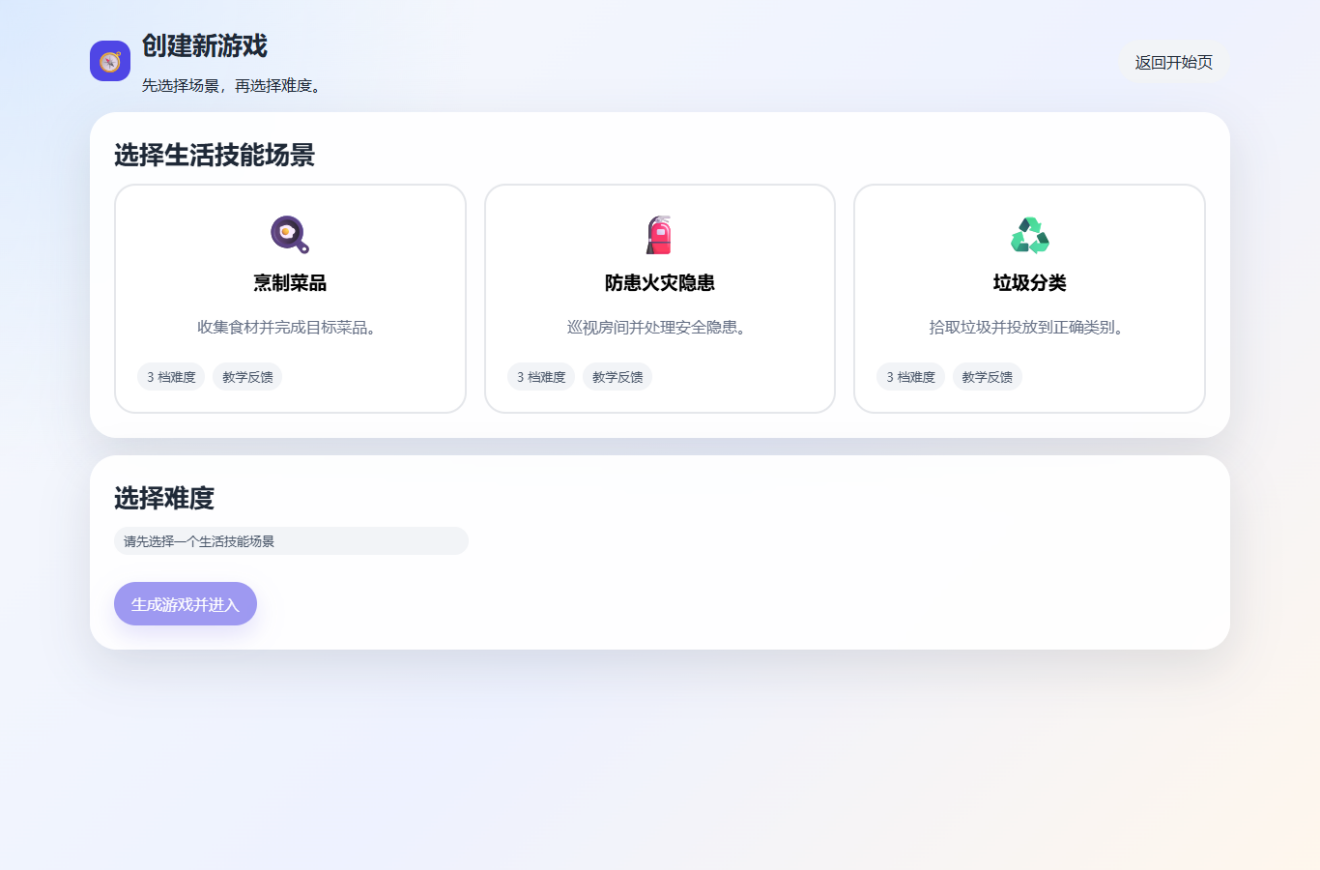 创建新游戏
先选择场景，再选择难度。
返回开始页
选择生活技能场景
烹制菜品
收集食材并完成目标菜品。
3 档难度
教学反馈
防患火灾隐患
巡视房间并处理安全隐患。
3 档难度
教学反馈
垃圾分类
拾取垃圾并投放到正确类别。
3 档难度
教学反馈
选择难度
请先选择一个生活技能场景
生成游戏并进入